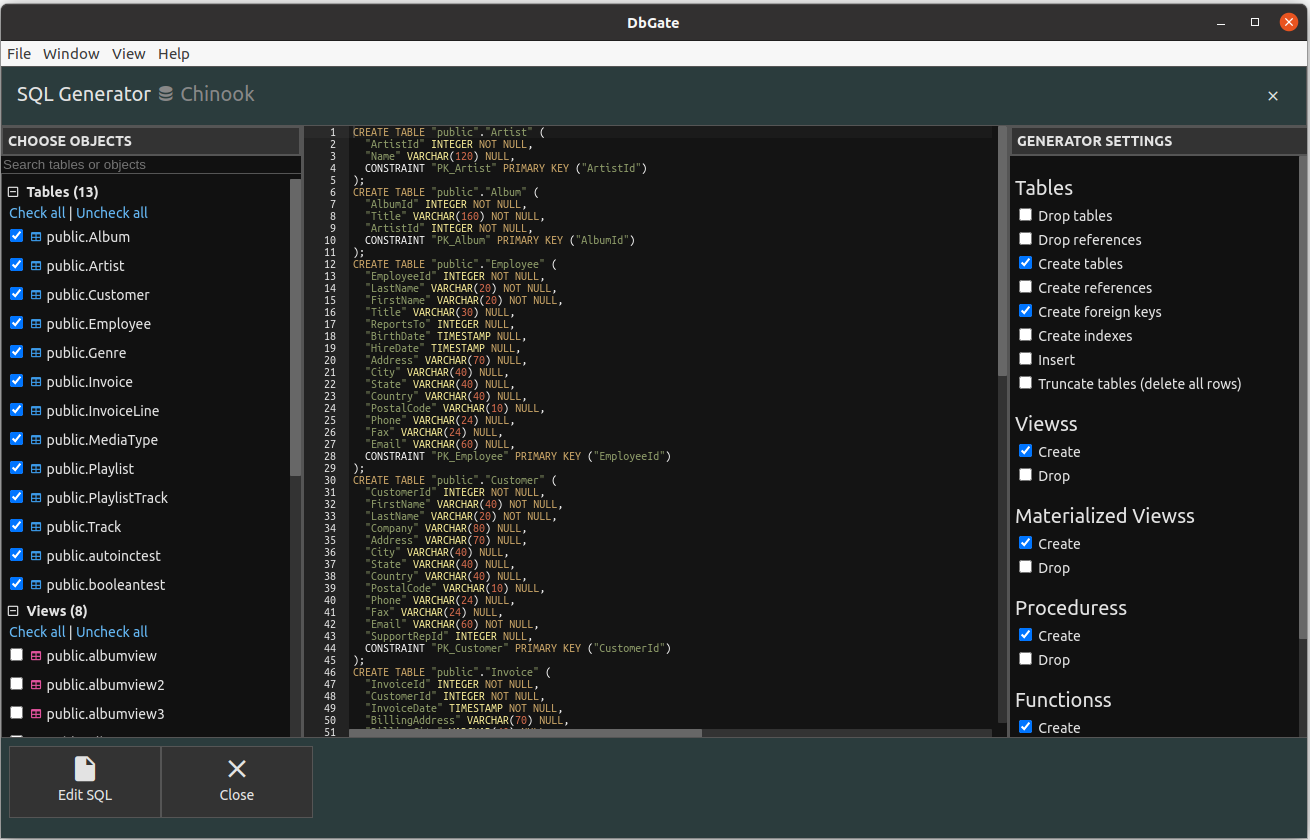 DbGate
File Window View Help
SQL Generator Chinook
CHOOSE OBJECTS
Search tables or objects
Tables (13)
Check all | Uncheck all
public.Album
public.Artist
public.Customer
public.Employee
public.Genre
public.Invoice
public.InvoiceLine
public.MediaType
public.Playlist
public.PlaylistTrack
public.Track
public.autoinctest
public.booleantest
Views (8)
Check all | Uncheck all
public.albumview
public.albumview2
public.albumview3
1 CREATE TABLE "public"."Artist" (
2 "ArtistId" INTEGER NOT NULL,
3 "Name" VARCHAR(120) NULL,
4 CONSTRAINT "PK_Artist" PRIMARY KEY ("ArtistId")
5 );
6 CREATE TABLE "public"."Album" (
7 "AlbumId" INTEGER NOT NULL,
8 "Title" VARCHAR(160) NOT NULL,
9 "ArtistId" INTEGER NOT NULL,
10 CONSTRAINT "PK_Album" PRIMARY KEY ("AlbumId")
11 );
12 CREATE TABLE "public"."Employee" (
13 "EmployeeId" INTEGER NOT NULL,
14 "LastName" VARCHAR(20) NOT NULL,
15 "FirstName" VARCHAR(20) NOT NULL,
16 "Title" VARCHAR(30) NULL,
17 "ReportsTo" INTEGER NULL,
18 "BirthDate" TIMESTAMP NULL,
19 "HireDate" TIMESTAMP NULL,
20 "Address" VARCHAR(70) NULL,
21 "City" VARCHAR(40) NULL,
22 "State" VARCHAR(40) NULL,
23 "Country" VARCHAR(40) NULL,
24 "PostalCode" VARCHAR(10) NULL,
25 "Phone" VARCHAR(24) NULL,
26 "Fax" VARCHAR(24) NULL,
27 "Email" VARCHAR(60) NULL,
28 CONSTRAINT "PK_Employee" PRIMARY KEY ("EmployeeId")
29 );
30 CREATE TABLE "public"."Customer" (
31 "CustomerId" INTEGER NOT NULL,
32 "FirstName" VARCHAR(40) NOT NULL,
33 "LastName" VARCHAR(20) NOT NULL,
34 "Company" VARCHAR(80) NULL,
35 "Address" VARCHAR(70) NULL,
36 "City" VARCHAR(40) NULL,
37 "State" VARCHAR(40) NULL,
38 "Country" VARCHAR(40) NULL,
39 "PostalCode" VARCHAR(10) NULL,
40 "Phone" VARCHAR(24) NULL,
41 "Fax" VARCHAR(24) NULL,
42 "Email" VARCHAR(60) NOT NULL,
43 "SupportRepId" INTEGER NULL,
44 CONSTRAINT "PK_Customer" PRIMARY KEY ("CustomerId")
45 );
46 CREATE TABLE "public"."Invoice" (
47 "InvoiceId" INTEGER NOT NULL,
48 "CustomerId" INTEGER NOT NULL,
49 "InvoiceDate" TIMESTAMP NOT NULL,
50 "BillingAddress" VARCHAR(70) NULL,
51
GENERATOR SETTINGS
Tables
Drop tables
Drop references
Create tables
Create references
Create foreign keys
Create indexes
Insert
Truncate tables (delete all rows)
Viewss
Create
Drop
Materialized Viewss
Create
Drop
Proceduress
Create
Drop
Functionss
Create
Edit SQL
Close